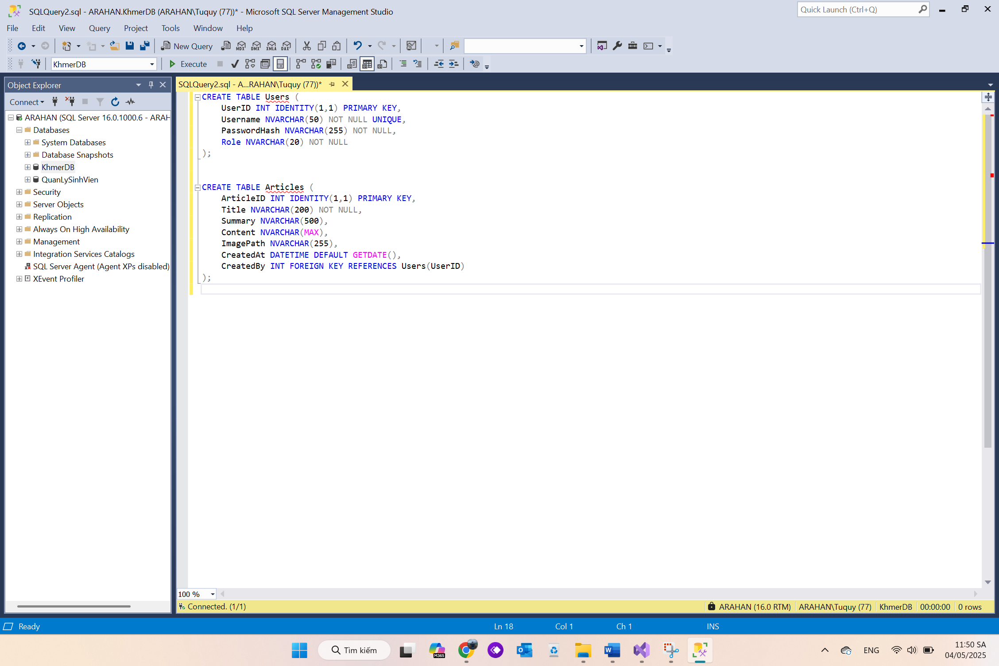 SQLQuery2.sql - ARAHAN.KhmerDB (ARAHAN\Tuquy (77))* - Microsoft SQL Server Management Studio
Quick Launch (Ctrl+Q)
File Edit View Query Project Tools Window Help
New Query MDX DMX XMLA DAX
KhmerDB Execute
Object Explorer
Connect
ARAHAN (SQL Server 16.0.1000.6 - ARAH
Databases
System Databases
Database Snapshots
KhmerDB
QuanLySinhVien
Security
Server Objects
Replication
Always On High Availability
Management
Integration Services Catalogs
SQL Server Agent (Agent XPs disabled)
XEvent Profiler
SQLQuery2.sql - A...RAHAN\Tuquy (77))*
CREATE TABLE Users (
    UserID INT IDENTITY(1,1) PRIMARY KEY,
    Username NVARCHAR(50) NOT NULL UNIQUE,
    PasswordHash NVARCHAR(255) NOT NULL,
    Role NVARCHAR(20) NOT NULL
);
CREATE TABLE Articles (
    ArticleID INT IDENTITY(1,1) PRIMARY KEY,
    Title NVARCHAR(200) NOT NULL,
    Summary NVARCHAR(500),
    Content NVARCHAR(MAX),
    ImagePath NVARCHAR(255),
    CreatedAt DATETIME DEFAULT GETDATE(),
    CreatedBy INT FOREIGN KEY REFERENCES Users(UserID)
);
100 %
Connected. (1/1) ARAHAN (16.0 RTM) ARAHAN\Tuquy (77) KhmerDB 00:00:00 0 rows
Ready Ln 18 Col 1 Ch 1 INS
Tìm kiếm M365 ENG 11:50 SA
04/05/2025